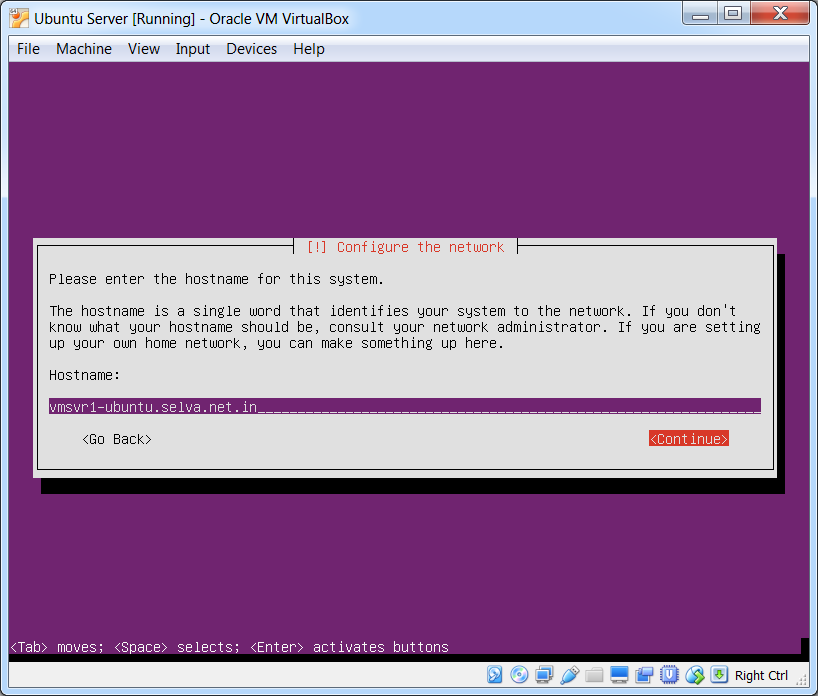 Ubuntu Server [Running] - Oracle VM VirtualBox
File Machine View Input Devices Help
[!] Configure the network
Please enter the hostname for this system.
The hostname is a single word that identifies your system to the network. If you don't
know what your hostname should be, consult your network administrator. If you are setting
up your own home network, you can make something up here.
Hostname:
vmsvr1-ubuntu.selva.net.in
<Go Back> <Continue>
<Tab> moves; <Space> selects; <Enter> activates buttons
Right Ctrl